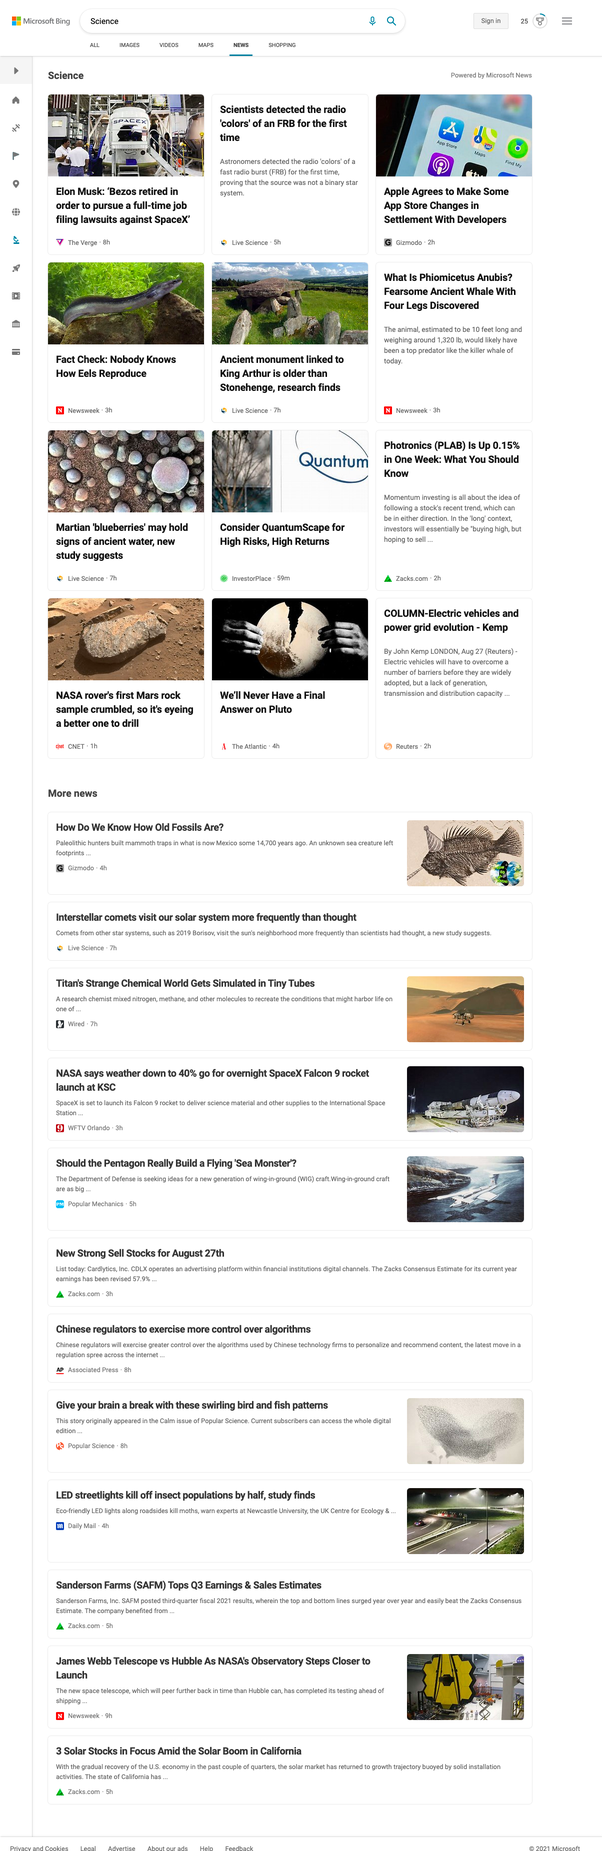 Microsoft Bing
Science
Sign in
25
ALL
IMAGES
VIDEOS
MAPS
NEWS
SHOPPING
Science
Powered by Microsoft News
SPACEX
Elon Musk: ‘Bezos retired in
order to pursue a full-time job
filing lawsuits against SpaceX’
The Verge · 8h
Scientists detected the radio
'colors' of an FRB for the first
time
Astronomers detected the radio 'colors' of a
fast radio burst (FRB) for the first time,
proving that the source was not a binary star
system.
Live Science · 5h
App Store
Maps
Find My
Apple Agrees to Make Some
App Store Changes in
Settlement With Developers
Gizmodo · 2h
Fact Check: Nobody Knows
How Eels Reproduce
Newsweek · 3h
Ancient monument linked to
King Arthur is older than
Stonehenge, research finds
Live Science · 7h
What Is Phiomicetus Anubis?
Fearsome Ancient Whale With
Four Legs Discovered
The animal, estimated to be 10 feet long and
weighing around 1,320 lb, would likely have
been a top predator like the killer whale of
today.
Newsweek · 3h
Martian 'blueberries' may hold
signs of ancient water, new
study suggests
Live Science · 7h
Quantum
Consider QuantumScape for
High Risks, High Returns
InvestorPlace · 59m
Photronics (PLAB) Is Up 0.15%
in One Week: What You Should
Know
Momentum investing is all about the idea of
following a stock's recent trend, which can
be in either direction. In the 'long' context,
investors will essentially be "buying high, but
hoping to sell ...
Zacks.com · 2h
NASA rover's first Mars rock
sample crumbled, so it's eyeing
a better one to drill
CNET · 1h
We’ll Never Have a Final
Answer on Pluto
The Atlantic · 4h
COLUMN-Electric vehicles and
power grid evolution - Kemp
By John Kemp LONDON, Aug 27 (Reuters) -
Electric vehicles will have to overcome a
number of barriers before they are widely
adopted, but a lack of generation,
transmission and distribution capacity ...
Reuters · 2h
More news
How Do We Know How Old Fossils Are?
Paleolithic hunters built mammoth traps in what is now Mexico some 14,700 years ago. An unknown sea creature left
footprints ...
Gizmodo · 4h
Interstellar comets visit our solar system more frequently than thought
Comets from other star systems, such as 2019 Borisov, visit the sun's neighborhood more frequently than scientists had thought, a new study suggests.
Live Science · 7h
Titan's Strange Chemical World Gets Simulated in Tiny Tubes
A research chemist mixed nitrogen, methane, and other molecules to recreate the conditions that might harbor life on
one of ...
Wired · 7h
NASA says weather down to 40% go for overnight SpaceX Falcon 9 rocket
launch at KSC
SpaceX is set to launch its Falcon 9 rocket to deliver science material and other supplies to the International Space
Station ...
WFTV Orlando · 3h
Should the Pentagon Really Build a Flying 'Sea Monster'?
The Department of Defense is seeking ideas for a new generation of wing-in-ground (WIG) craft.Wing-in-ground craft
are as big ...
Popular Mechanics · 5h
New Strong Sell Stocks for August 27th
List today: Cardlytics, Inc. CDLX operates an advertising platform within financial institutions digital channels. The Zacks Consensus Estimate for its current year
earnings has been revised 57.9% ...
Zacks.com · 3h
Chinese regulators to exercise more control over algorithms
Chinese regulators will exercise greater control over the algorithms used by Chinese technology firms to personalize and recommend content, the latest move in a
regulation spree across the internet ...
AP
Associated Press · 8h
Give your brain a break with these swirling bird and fish patterns
This story originally appeared in the Calm issue of Popular Science. Current subscribers can access the whole digital
edition ...
Popular Science · 8h
LED streetlights kill off insect populations by half, study finds
Eco-friendly LED lights along roadsides kill moths, warn experts at Newcastle University, the UK Centre for Ecology & ...
Daily Mail · 4h
Sanderson Farms (SAFM) Tops Q3 Earnings & Sales Estimates
Sanderson Farms, Inc. SAFM posted third-quarter fiscal 2021 results, wherein the top and bottom lines surged year over year and easily beat the Zacks Consensus
Estimate. The company benefited from ...
Zacks.com · 5h
James Webb Telescope vs Hubble As NASA's Observatory Steps Closer to
Launch
The new space telescope, which will peer further back in time than Hubble can, has completed its testing ahead of
shipping ...
Newsweek · 9h
3 Solar Stocks in Focus Amid the Solar Boom in California
With the gradual recovery of the U.S. economy in the past couple of quarters, the solar market has returned to growth trajectory buoyed by solid installation
activities. The state of California has ...
Zacks.com · 5h
Privacy and Cookies
Legal
Advertise
About our ads
Help
Feedback
© 2021 Microsoft